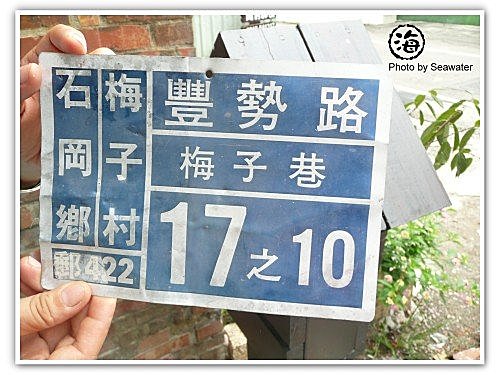 石岡鄉
梅子村
郵422
豐勢路
梅子巷
17之10
海
Photo by Seawater